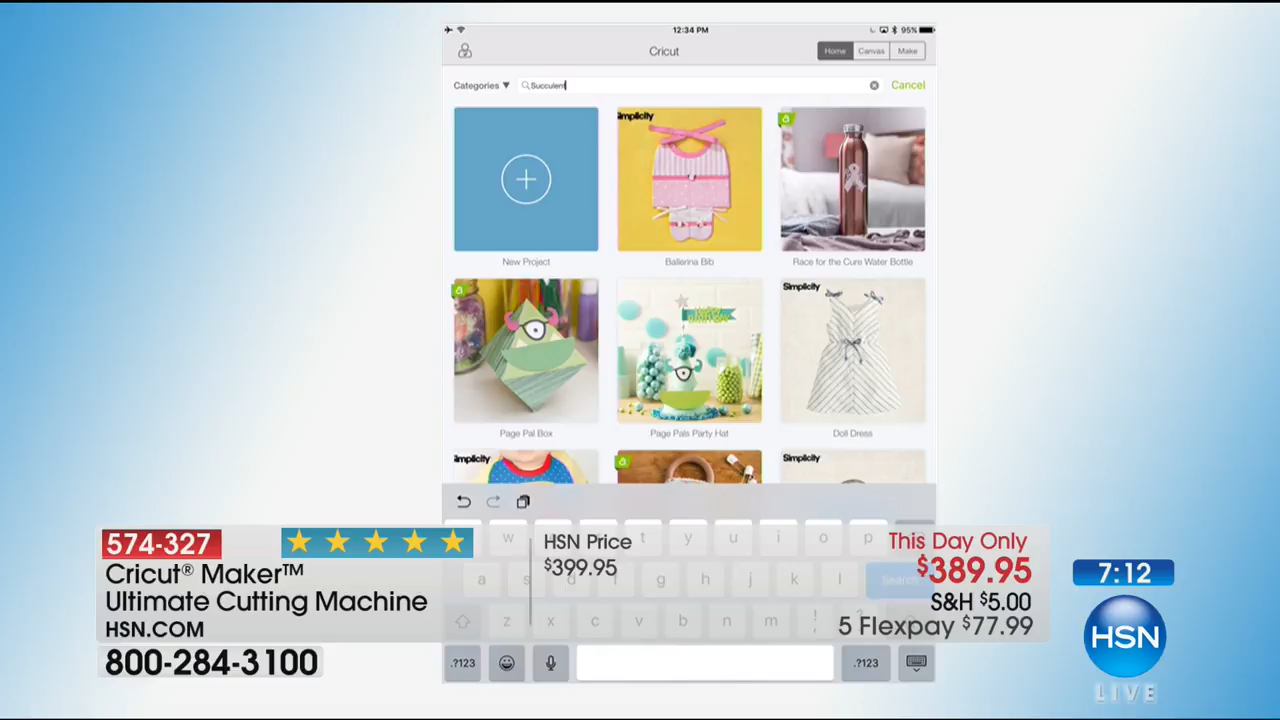 12:34 PM
95%
Cricut
Home
Canvas
Make
Categories ▼
Succulent
Cancel
Simplicity
New Project
Ballerina Bib
Race for the Cure Water Bottle
Simplicity
Page Pal Box
Page Pals Party Hat
Doll Dress
Simplicity
Simplicity
w
t
y
u
i
o
p
a
s
f
g
h
j
k
l
Search
z
x
c
v
b
n
m
!
?
.?123
.?123
574-327
Cricut® Maker™
Ultimate Cutting Machine
HSN.COM
800-284-3100
HSN Price
$399.95
This Day Only
$389.95
S&H $5.00
5 Flexpay $77.99
7:12
HSN
LIVE